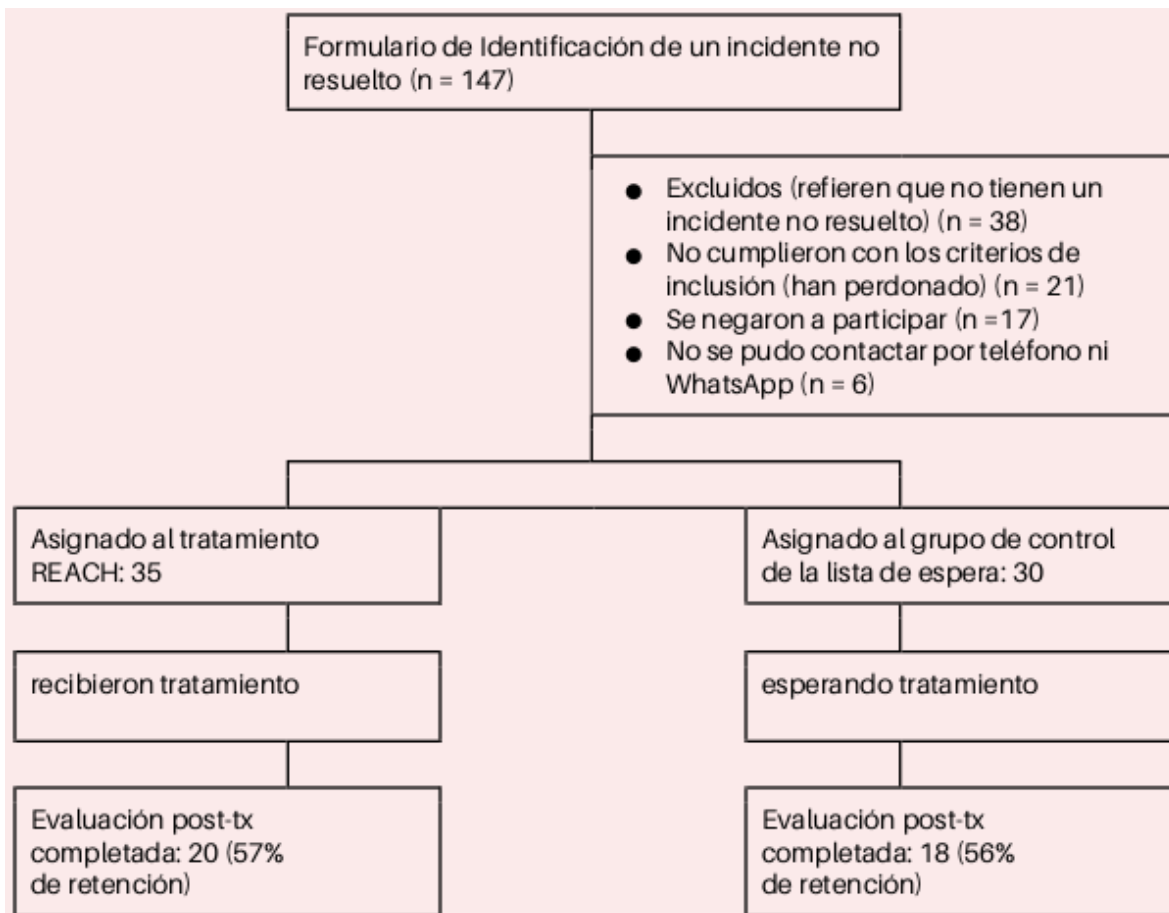 Formulario de Identificación de un incidente no
resuelto (n = 147)
● Excluidos (refieren que no tienen un
incidente no resuelto) (n = 38)
● No cumplieron con los criterios de
inclusión (han perdonado) (n = 21)
● Se negaron a participar (n =17)
● No se pudo contactar por teléfono ni
WhatsApp (n = 6)
Asignado al tratamiento
REACH: 35
Asignado al grupo de control
de la lista de espera: 30
recibieron tratamiento
esperando tratamiento
Evaluación post-tx
completada: 20 (57%
de retención)
Evaluación post-tx
completada: 18 (56%
de retención)